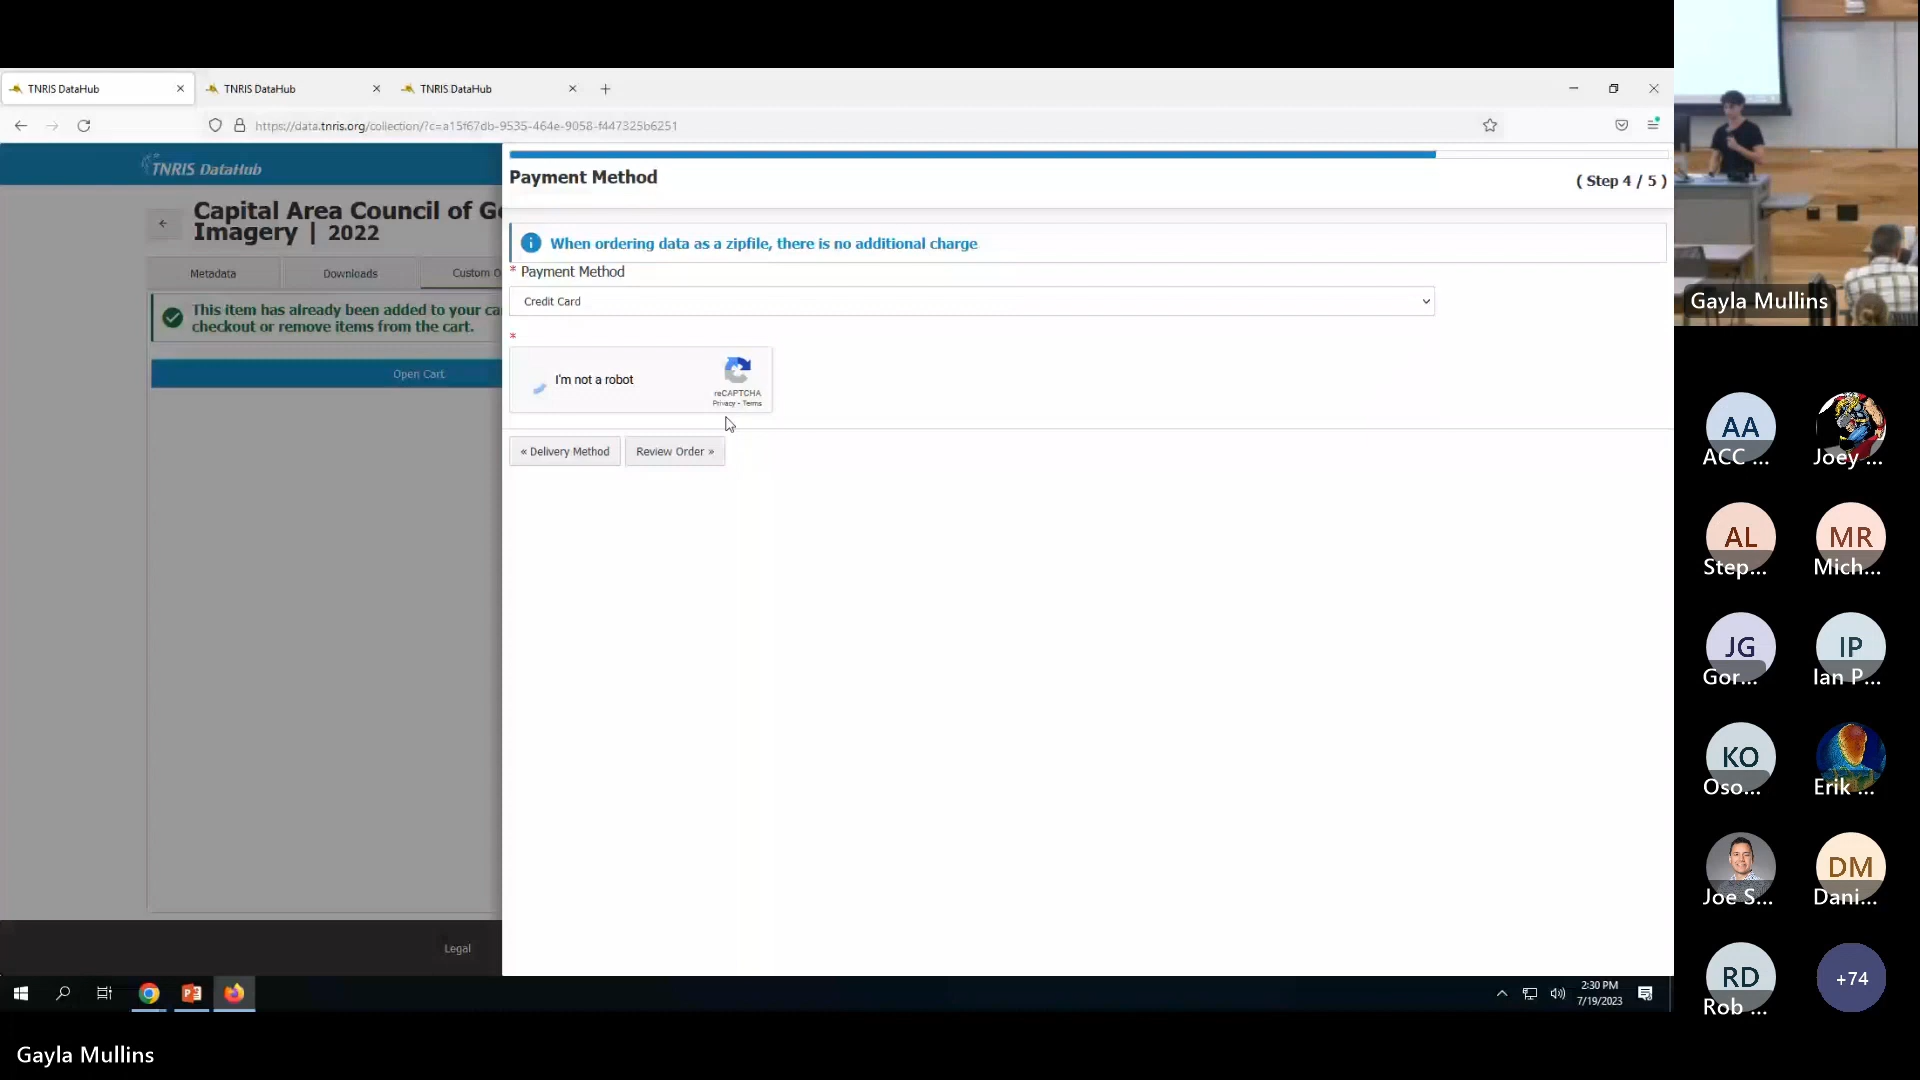 TNRIS DataHub
TNRIS DataHub
TNRIS DataHub
https://data.tnris.org/collection/?c=a15f67db-9535-464e-9058-f447325b6251
TNRIS DataHub
Capital Area Council of G
Imagery | 2022
Metadata
Downloads
Custom O
This item has already been added to your ca
checkout or remove items from the cart.
Open Cart
Legal
Payment Method
( Step 4 / 5 )
When ordering data as a zipfile, there is no additional charge
* Payment Method
Credit Card
*
I'm not a robot
reCAPTCHA
Privacy - Terms
« Delivery Method
Review Order »
2:30 PM
7/19/2023
Gayla Mullins
Gayla Mullins
AA
ACC ...
Joey ...
AL
Step...
MR
Mich...
JG
Gor...
IP
Ian P...
KO
Oso...
Erik ...
Joe S...
DM
Dani...
RD
Rob ...
+74